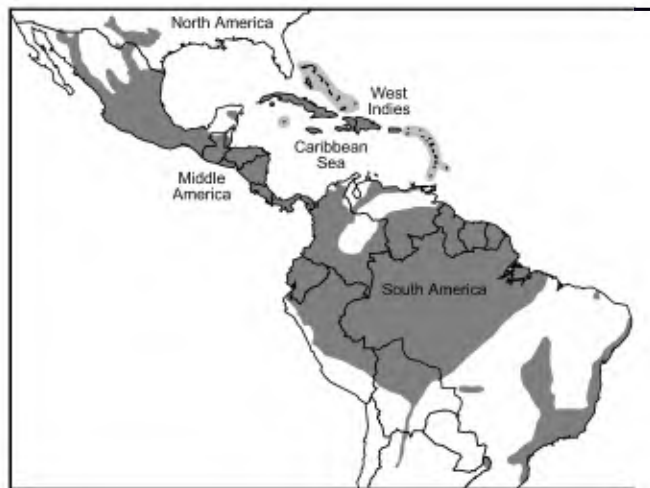 North America
West
Indies
Caribbean
Sea
Middle
America
South America